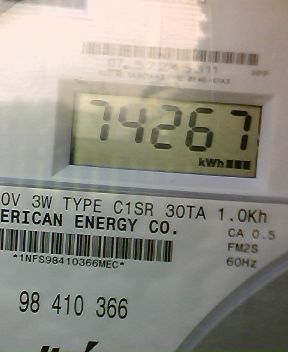 74267
kWh
0V 3W TYPE C1SR 30TA 1.0Kh
ERICAN ENERGY CO.
CA 0.5
FM2S
*1NFS98410366MEC*
60Hz
98 410 366